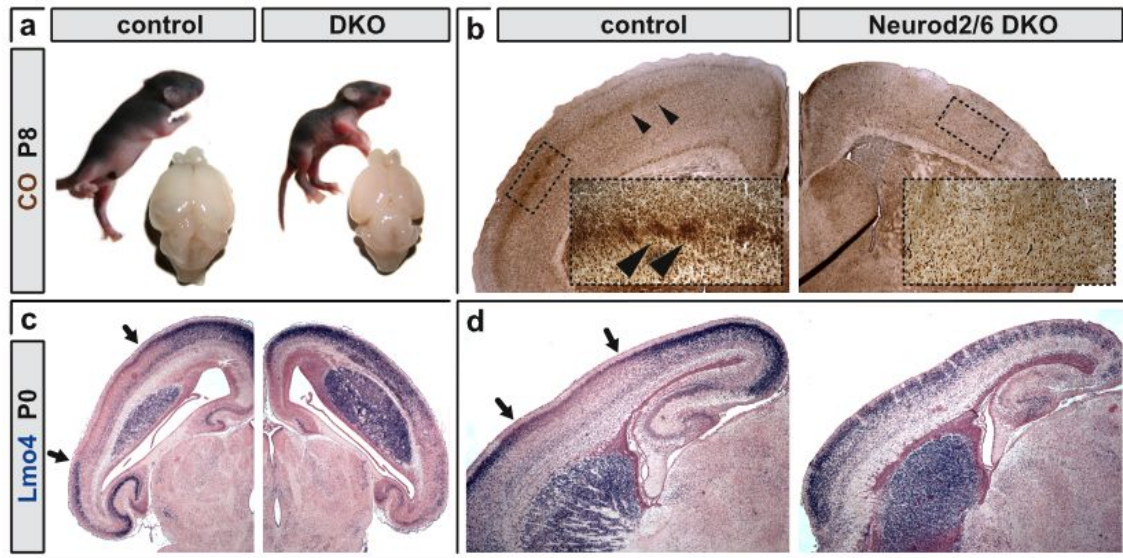 a
control
DKO
b
control
Neurod2/6 DKO
CO P8
c
d
Lmo4 P0